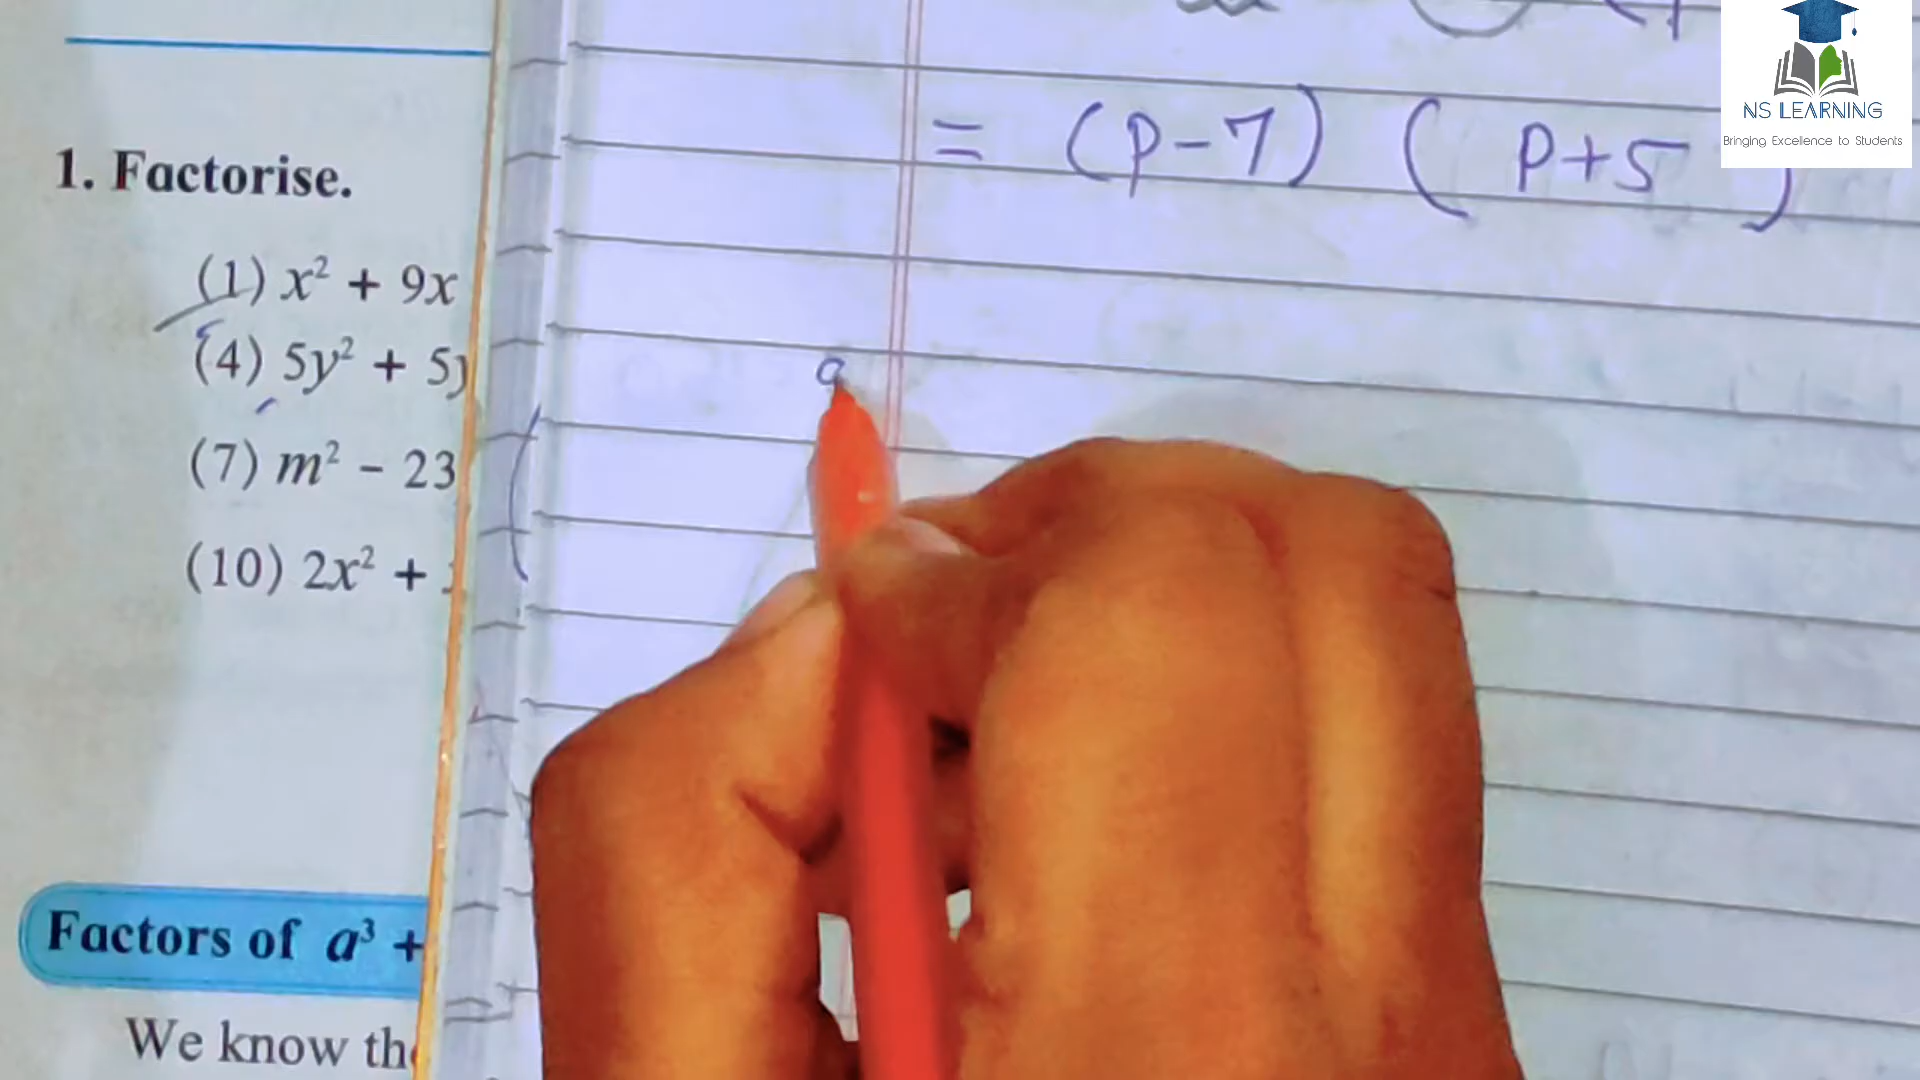 NS LEARNING
Bringing Excellence to Students
= (p-7) (p+5)
1. Factorise.
(1) x² + 9x
(4) 5y² + 5y
(7) m² - 23
(10) 2x² +
Factors of a³ +
We know the